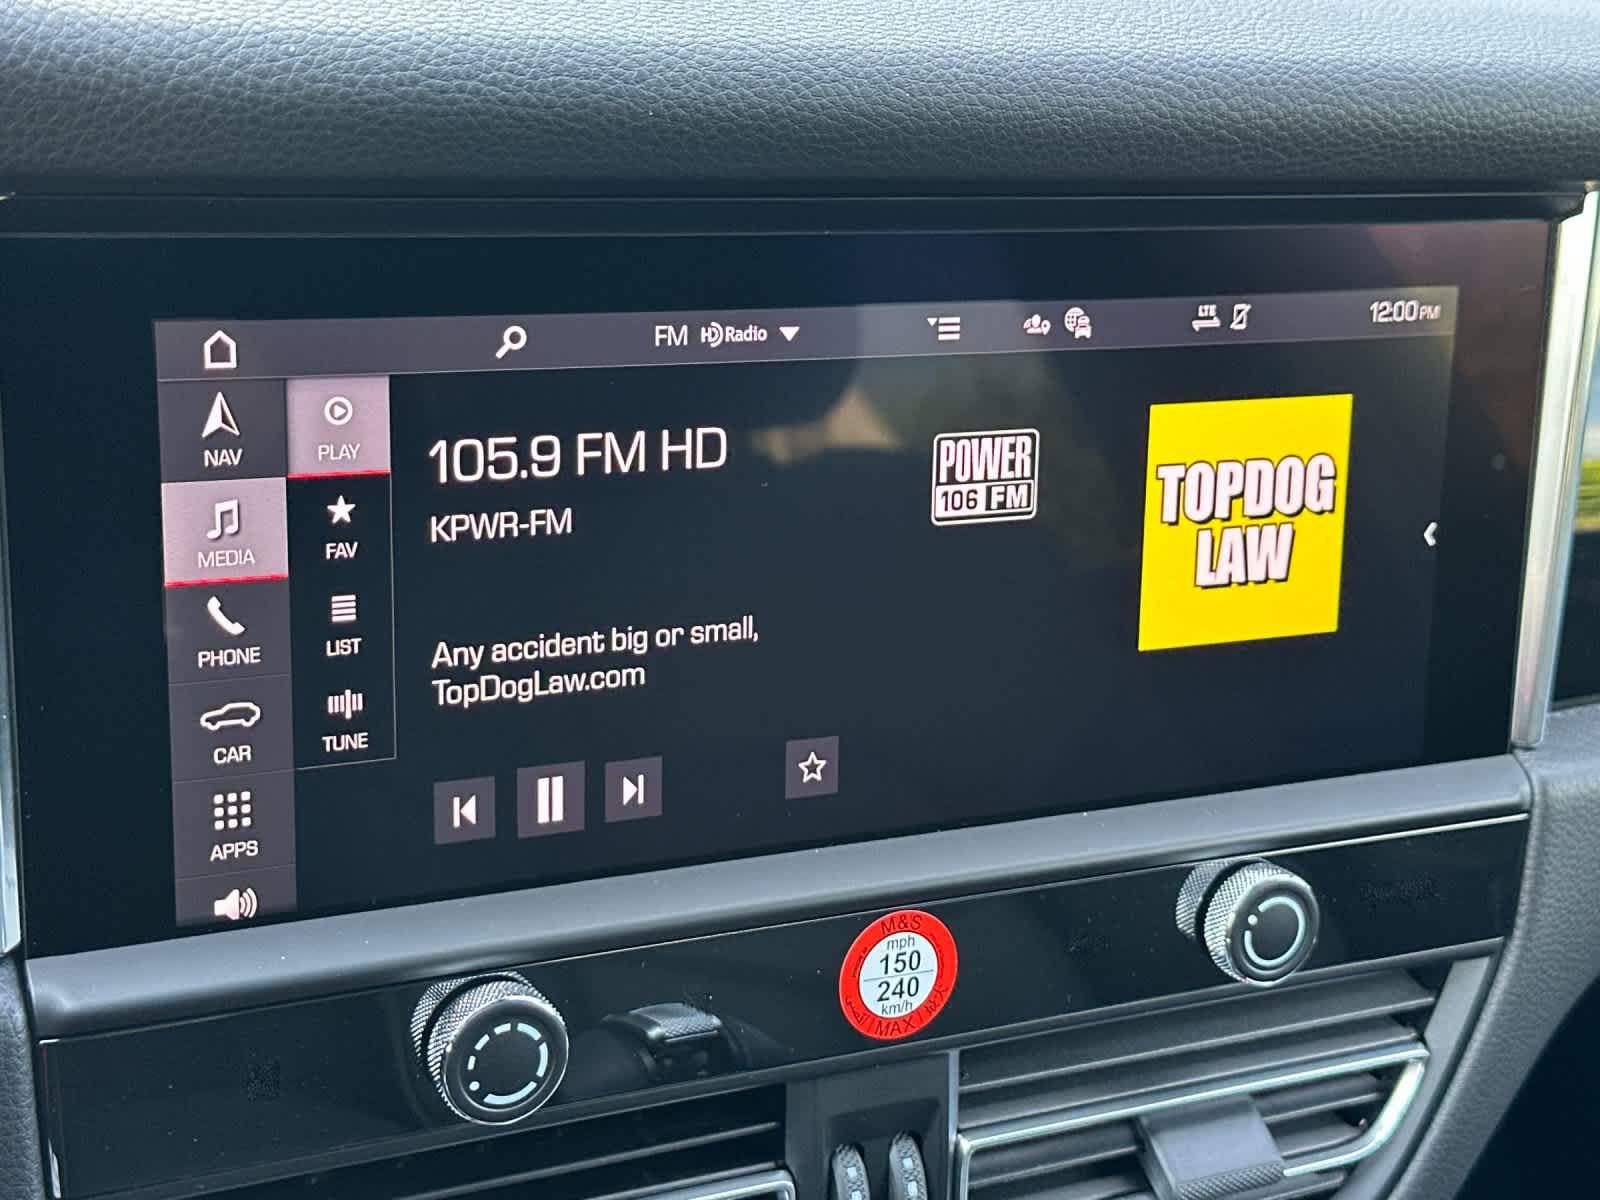 FM HD Radio
LTE
12:00 PM
NAV
PLAY
MEDIA
FAV
PHONE
LIST
CAR
TUNE
APPS
105.9 FM HD
KPWR-FM
POWER
106 FM
TOPDOG
LAW
Any accident big or small,
TopDogLaw.com
M&S
mph
150
240
km/h
MAX